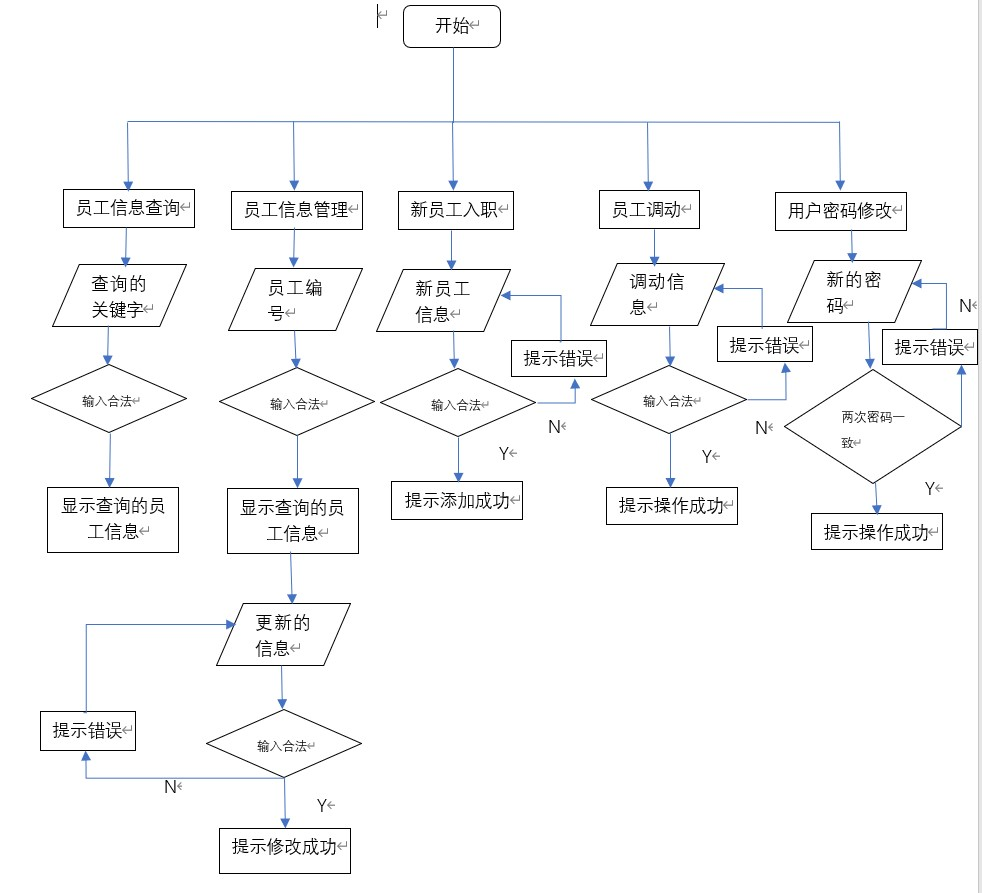 开始
员工信息查询
员工信息管理
新员工入职
员工调动
用户密码修改
查询的
关键字
员工编
号
新员工
信息
调动信
息
新的密
码
N
提示错误
提示错误
提示错误
输入合法
输入合法
输入合法
输入合法
两次密码一
致
N
N
Y
Y
Y
显示查询的员
工信息
显示查询的员
工信息
提示添加成功
提示操作成功
提示操作成功
更新的
信息
提示错误
输入合法
N
Y
提示修改成功